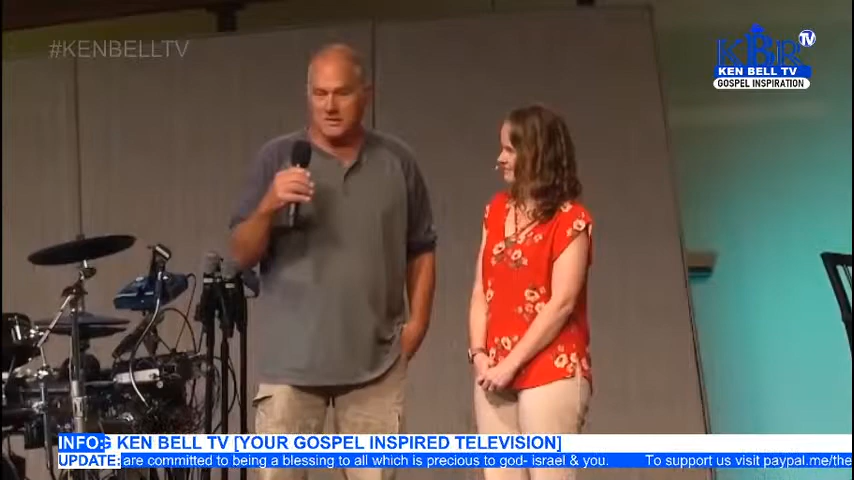 #KENBELLTV
KBR TV
KEN BELL TV
GOSPEL INSPIRATION
INFO: G KEN BELL TV [YOUR GOSPEL INSPIRED TELEVISION]
UPDATE: are committed to being a blessing to all which is precious to god- israel & you. To support us visit paypal.me/the